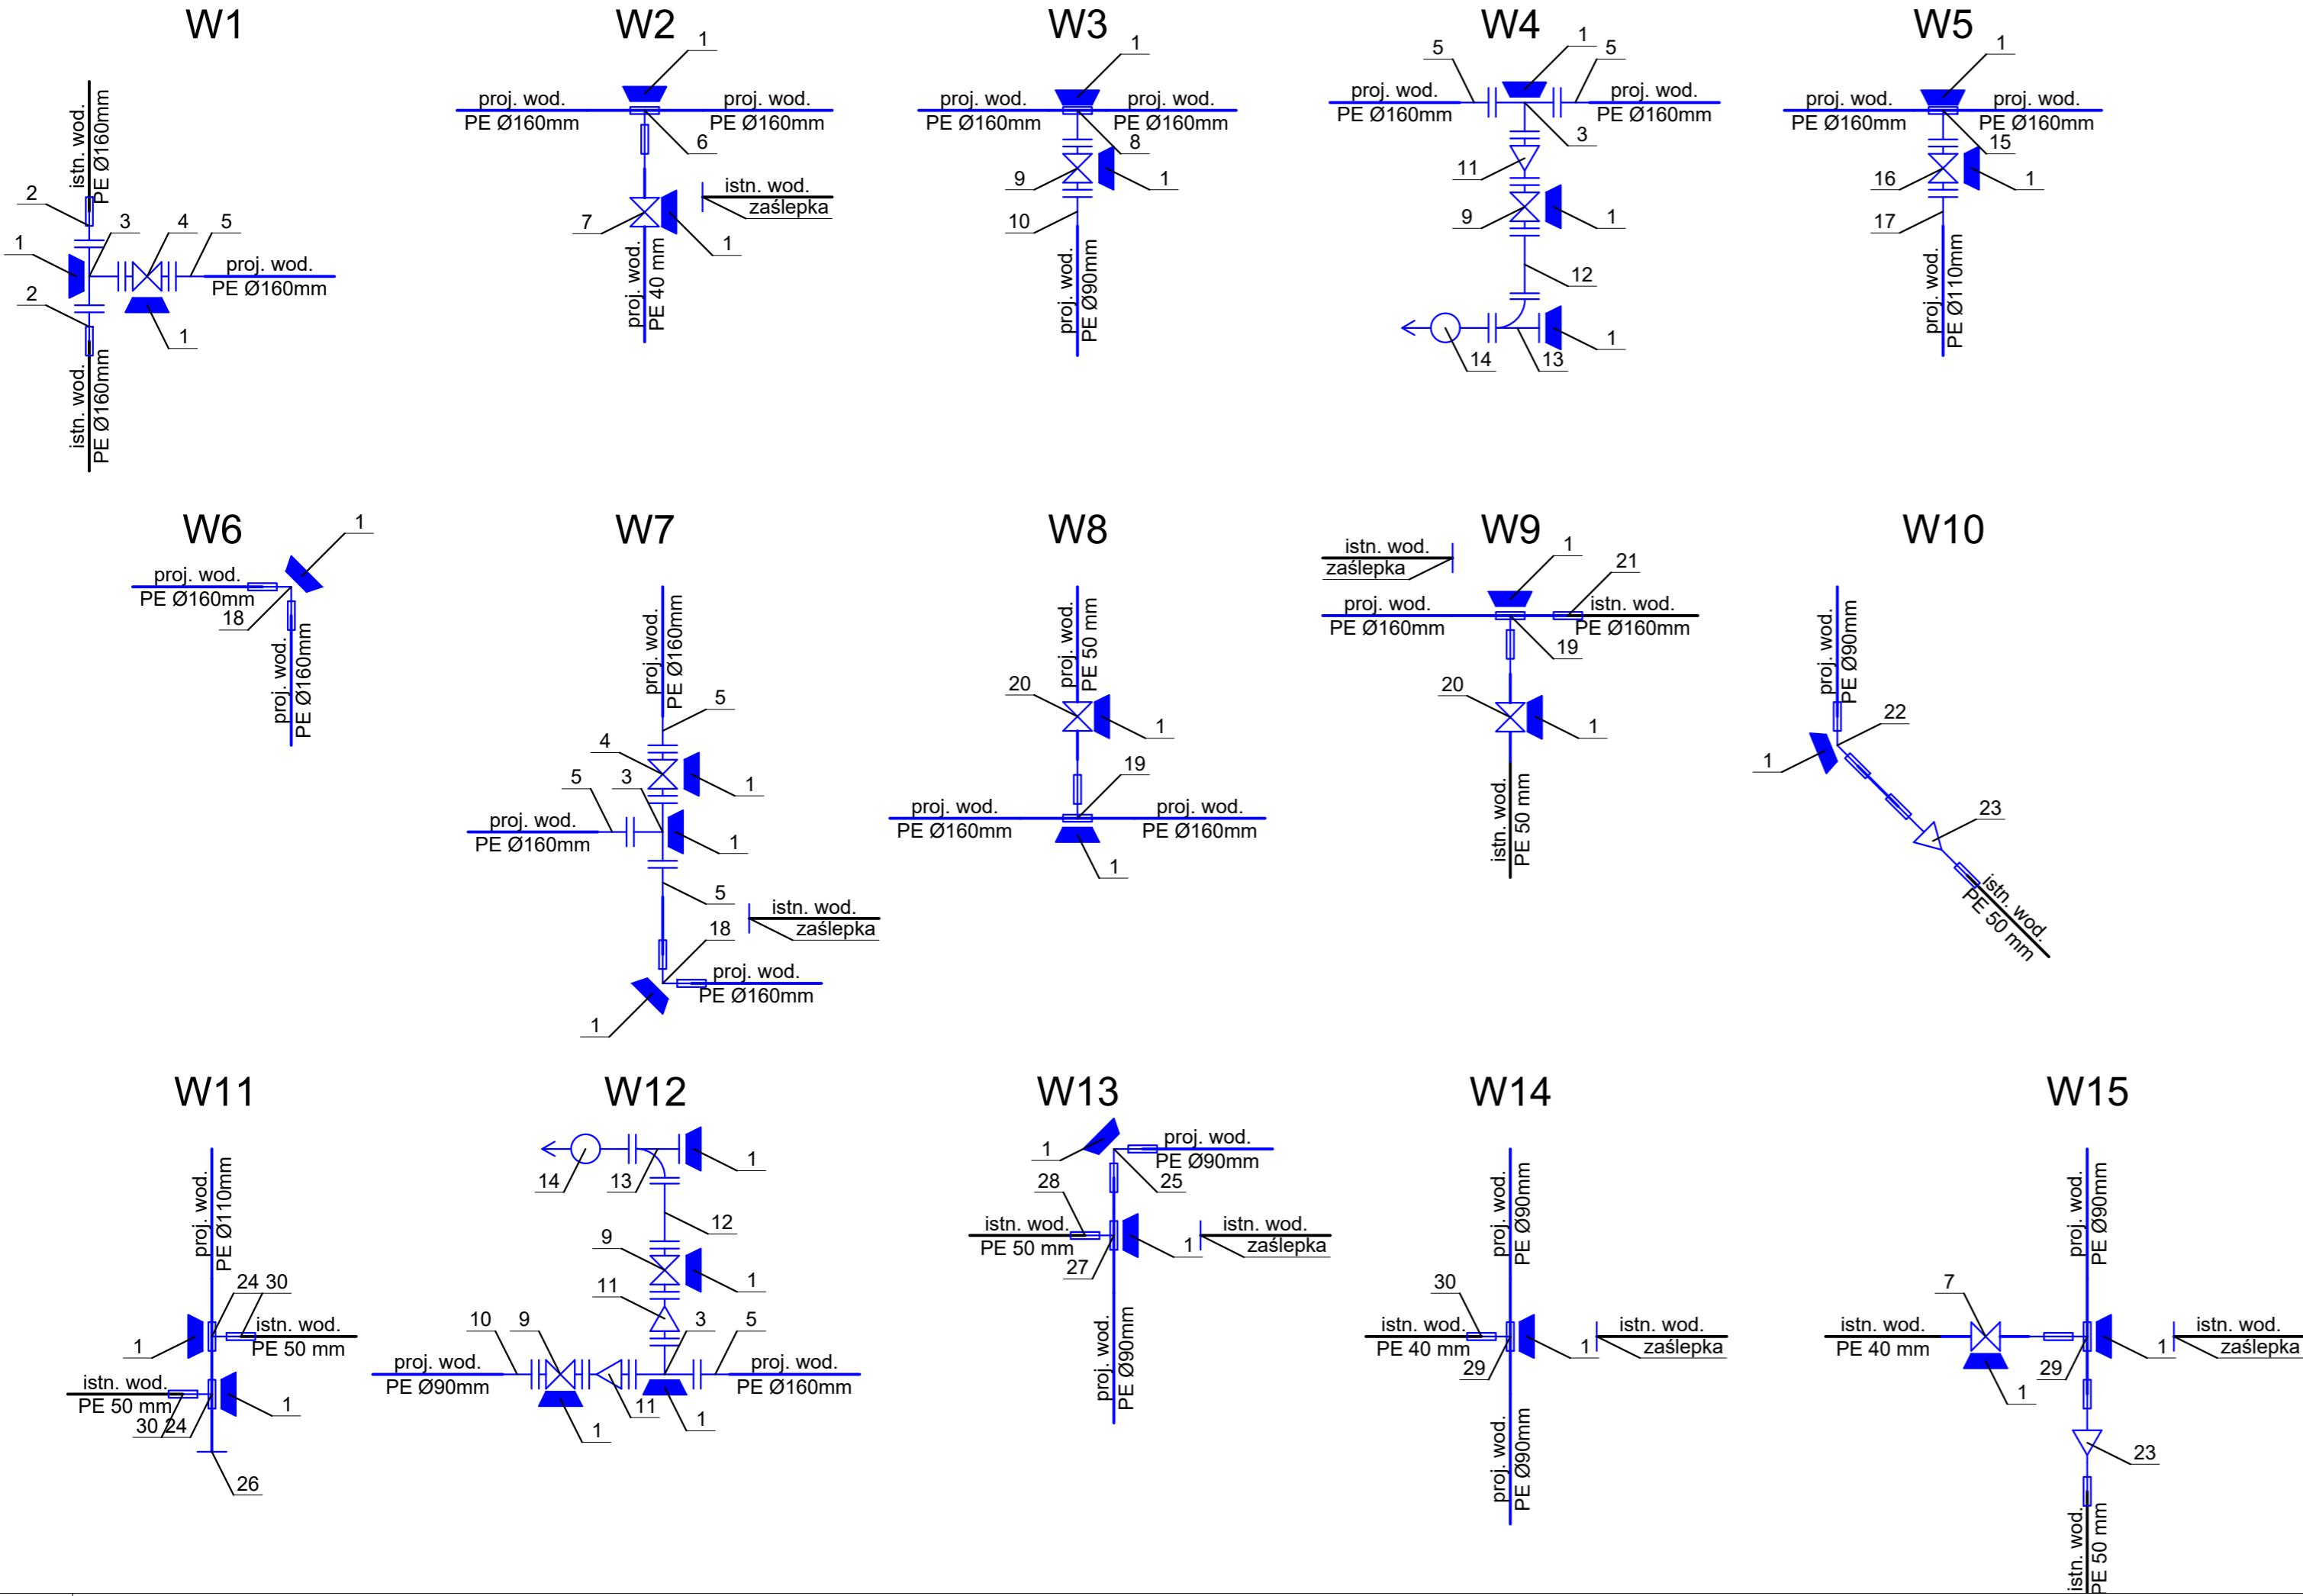 W1
istn. wod.
PE Ø160mm
2
3
4
5
1
proj. wod.
PE Ø160mm
2
1
istn. wod.
PE Ø160mm
W2
1
proj. wod.
PE Ø160mm
proj. wod.
PE Ø160mm
6
istn. wod.
zaślepka
7
1
proj. wod.
PE 40 mm
W3
1
proj. wod.
PE Ø160mm
proj. wod.
PE Ø160mm
8
9
1
10
proj. wod.
PE Ø90mm
W4
5
1
5
proj. wod.
PE Ø160mm
proj. wod.
PE Ø160mm
3
11
9
1
12
1
14
13
W5
1
proj. wod.
PE Ø160mm
proj. wod.
PE Ø160mm
15
16
1
17
proj. wod.
PE Ø110mm
W6
1
proj. wod.
PE Ø160mm
18
proj. wod.
PE Ø160mm
W7
proj. wod.
PE Ø160mm
5
4
5
3
1
proj. wod.
PE Ø160mm
1
5
istn. wod.
zaślepka
18
proj. wod.
PE Ø160mm
1
W8
proj. wod.
PE 50 mm
20
1
19
proj. wod.
PE Ø160mm
proj. wod.
PE Ø160mm
1
W9
istn. wod.
zaślepka
1
21
proj. wod.
PE Ø160mm
istn. wod.
PE Ø160mm
19
20
1
istn. wod.
PE 50 mm
W10
proj. wod.
PE Ø90mm
22
1
23
istn. wod.
PE 50 mm
W11
proj. wod.
PE Ø110mm
24 30
istn. wod.
PE 50 mm
1
istn. wod.
PE 50 mm
30 24
1
26
W12
1
14
13
12
9
1
11
10
9
3
5
proj. wod.
PE Ø90mm
proj. wod.
PE Ø160mm
11
1
1
W13
1
proj. wod.
PE Ø90mm
28
25
istn. wod.
PE 50 mm
1
istn. wod.
zaślepka
27
proj. wod.
PE Ø90mm
W14
proj. wod.
PE Ø90mm
30
istn. wod.
PE 40 mm
1
istn. wod.
zaślepka
29
proj. wod.
PE Ø90mm
W15
proj. wod.
PE Ø90mm
7
istn. wod.
PE 40 mm
1
istn. wod.
zaślepka
29
1
23
istn. wod.
PE 50 mm